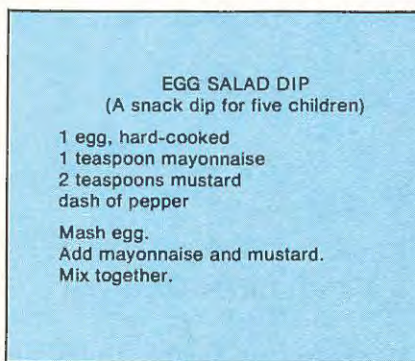 EGG SALAD DIP
(A snack dip for five children)
1 egg, hard-cooked
1 teaspoon mayonnaise
2 teaspoons mustard
dash of pepper
Mash egg.
Add mayonnaise and mustard.
Mix together.